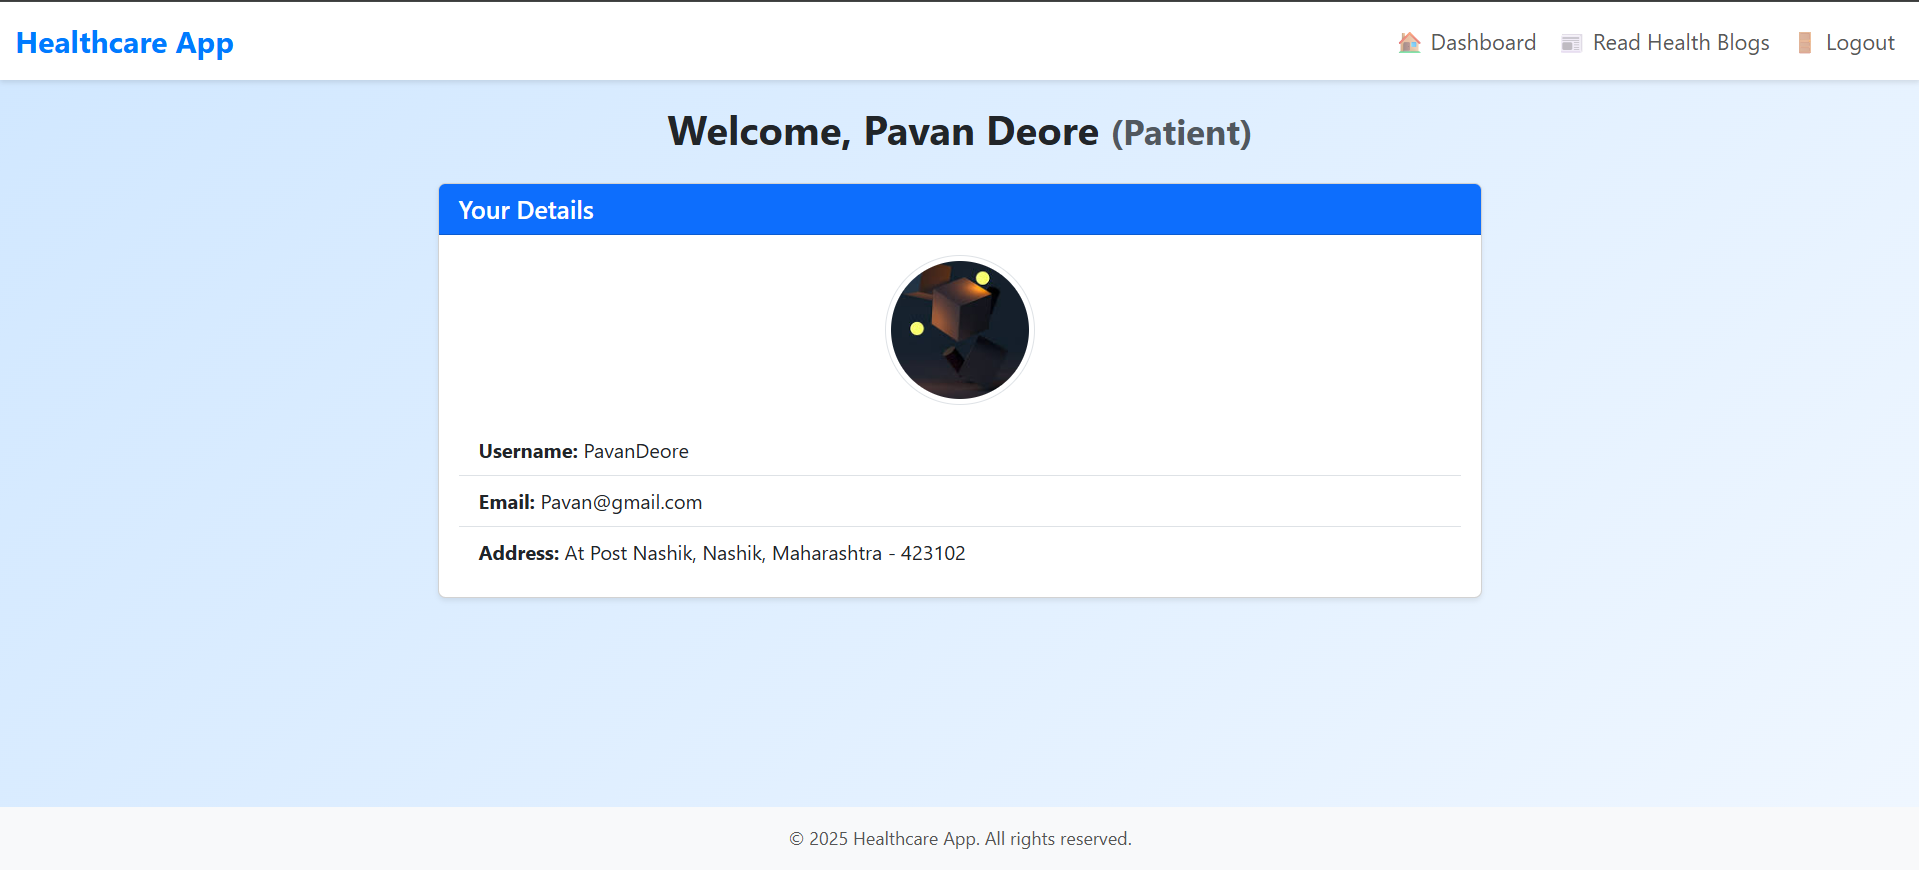 Healthcare App
Dashboard
Read Health Blogs
Logout
Welcome, Pavan Deore (Patient)
Your Details
Username: PavanDeore
Email: Pavan@gmail.com
Address: At Post Nashik, Nashik, Maharashtra - 423102
© 2025 Healthcare App. All rights reserved.